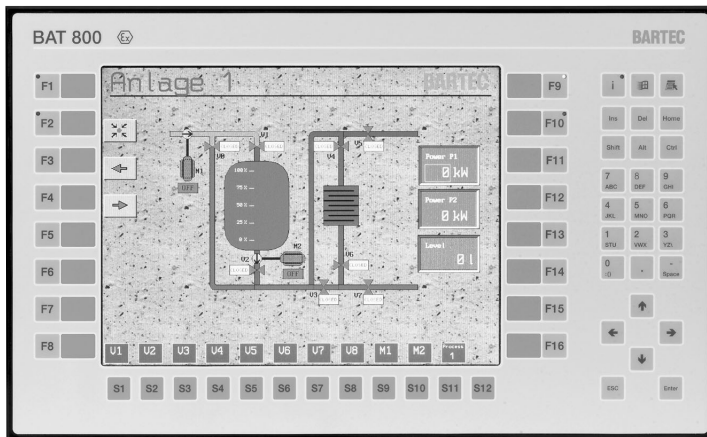 BAT 800 Ex BARTEC
Anlage 1 BARTEC
F1
F2
F3
F4
F5
F6
F7
F8
V0
V1
M1
OFF
100%
75%
50%
25%
0%
V2
M2
OFF
V4
V5
V6
V3
V7
Power P1
0 kW
Power P2
0 kW
Level
0 l
V1 V2 V3 V4 V5 V6 V7 V8 M1 M2 Process 1
S1 S2 S3 S4 S5 S6 S7 S8 S9 S10 S11 S12
F9
F10
F11
F12
F13
F14
F15
F16
i
Ins Del Home
Shift Alt Ctrl
7 8 9
ABC DEF GHI
4 5 6
JKL MNO PQR
1 2 3
STU VWX YZ\
0 . -
:() Space
ESC Enter